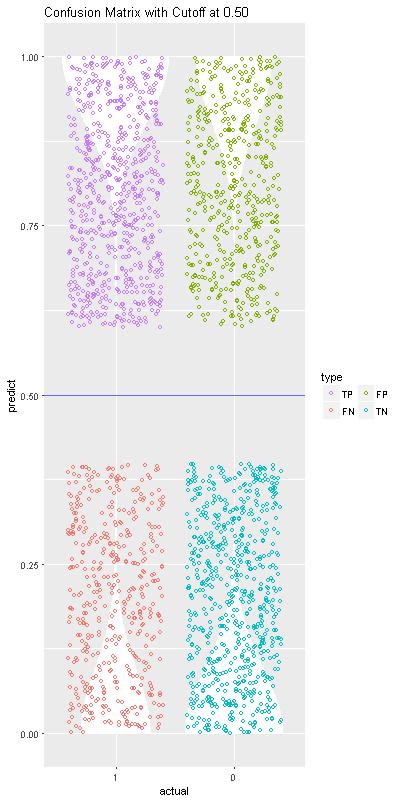 Confusion Matrix with Cutoff at 0.50
1.00
0.75
0.50
0.25
0.00
predict
1 0
actual
type
TP FP
FN TN